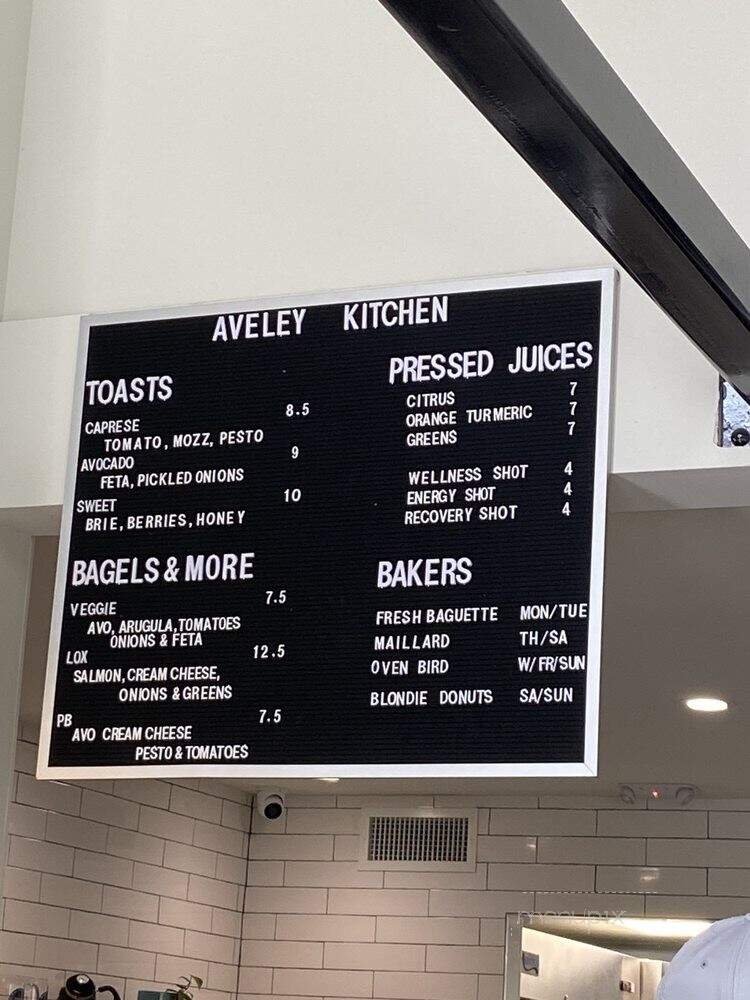 AVELEY KITCHEN
TOASTS
CAPRESE 8.5
TOMATO, MOZZ, PESTO
AVOCADO 9
FETA, PICKLED ONIONS
SWEET 10
BRIE, BERRIES, HONEY
BAGELS & MORE
VEGGIE 7.5
AVO, ARUGULA, TOMATOES
ONIONS & FETA
LOX 12.5
SALMON, CREAM CHEESE,
ONIONS & GREENS
PB 7.5
AVO CREAM CHEESE
PESTO & TOMATOES
PRESSED JUICES
CITRUS 7
ORANGE TURMERIC 7
GREENS 7
WELLNESS SHOT 4
ENERGY SHOT 4
RECOVERY SHOT 4
BAKERS
FRESH BAGUETTE MON/TUE
MAILLARD TH/SA
OVEN BIRD W/FR/SUN
BLONDIE DONUTS SA/SUN